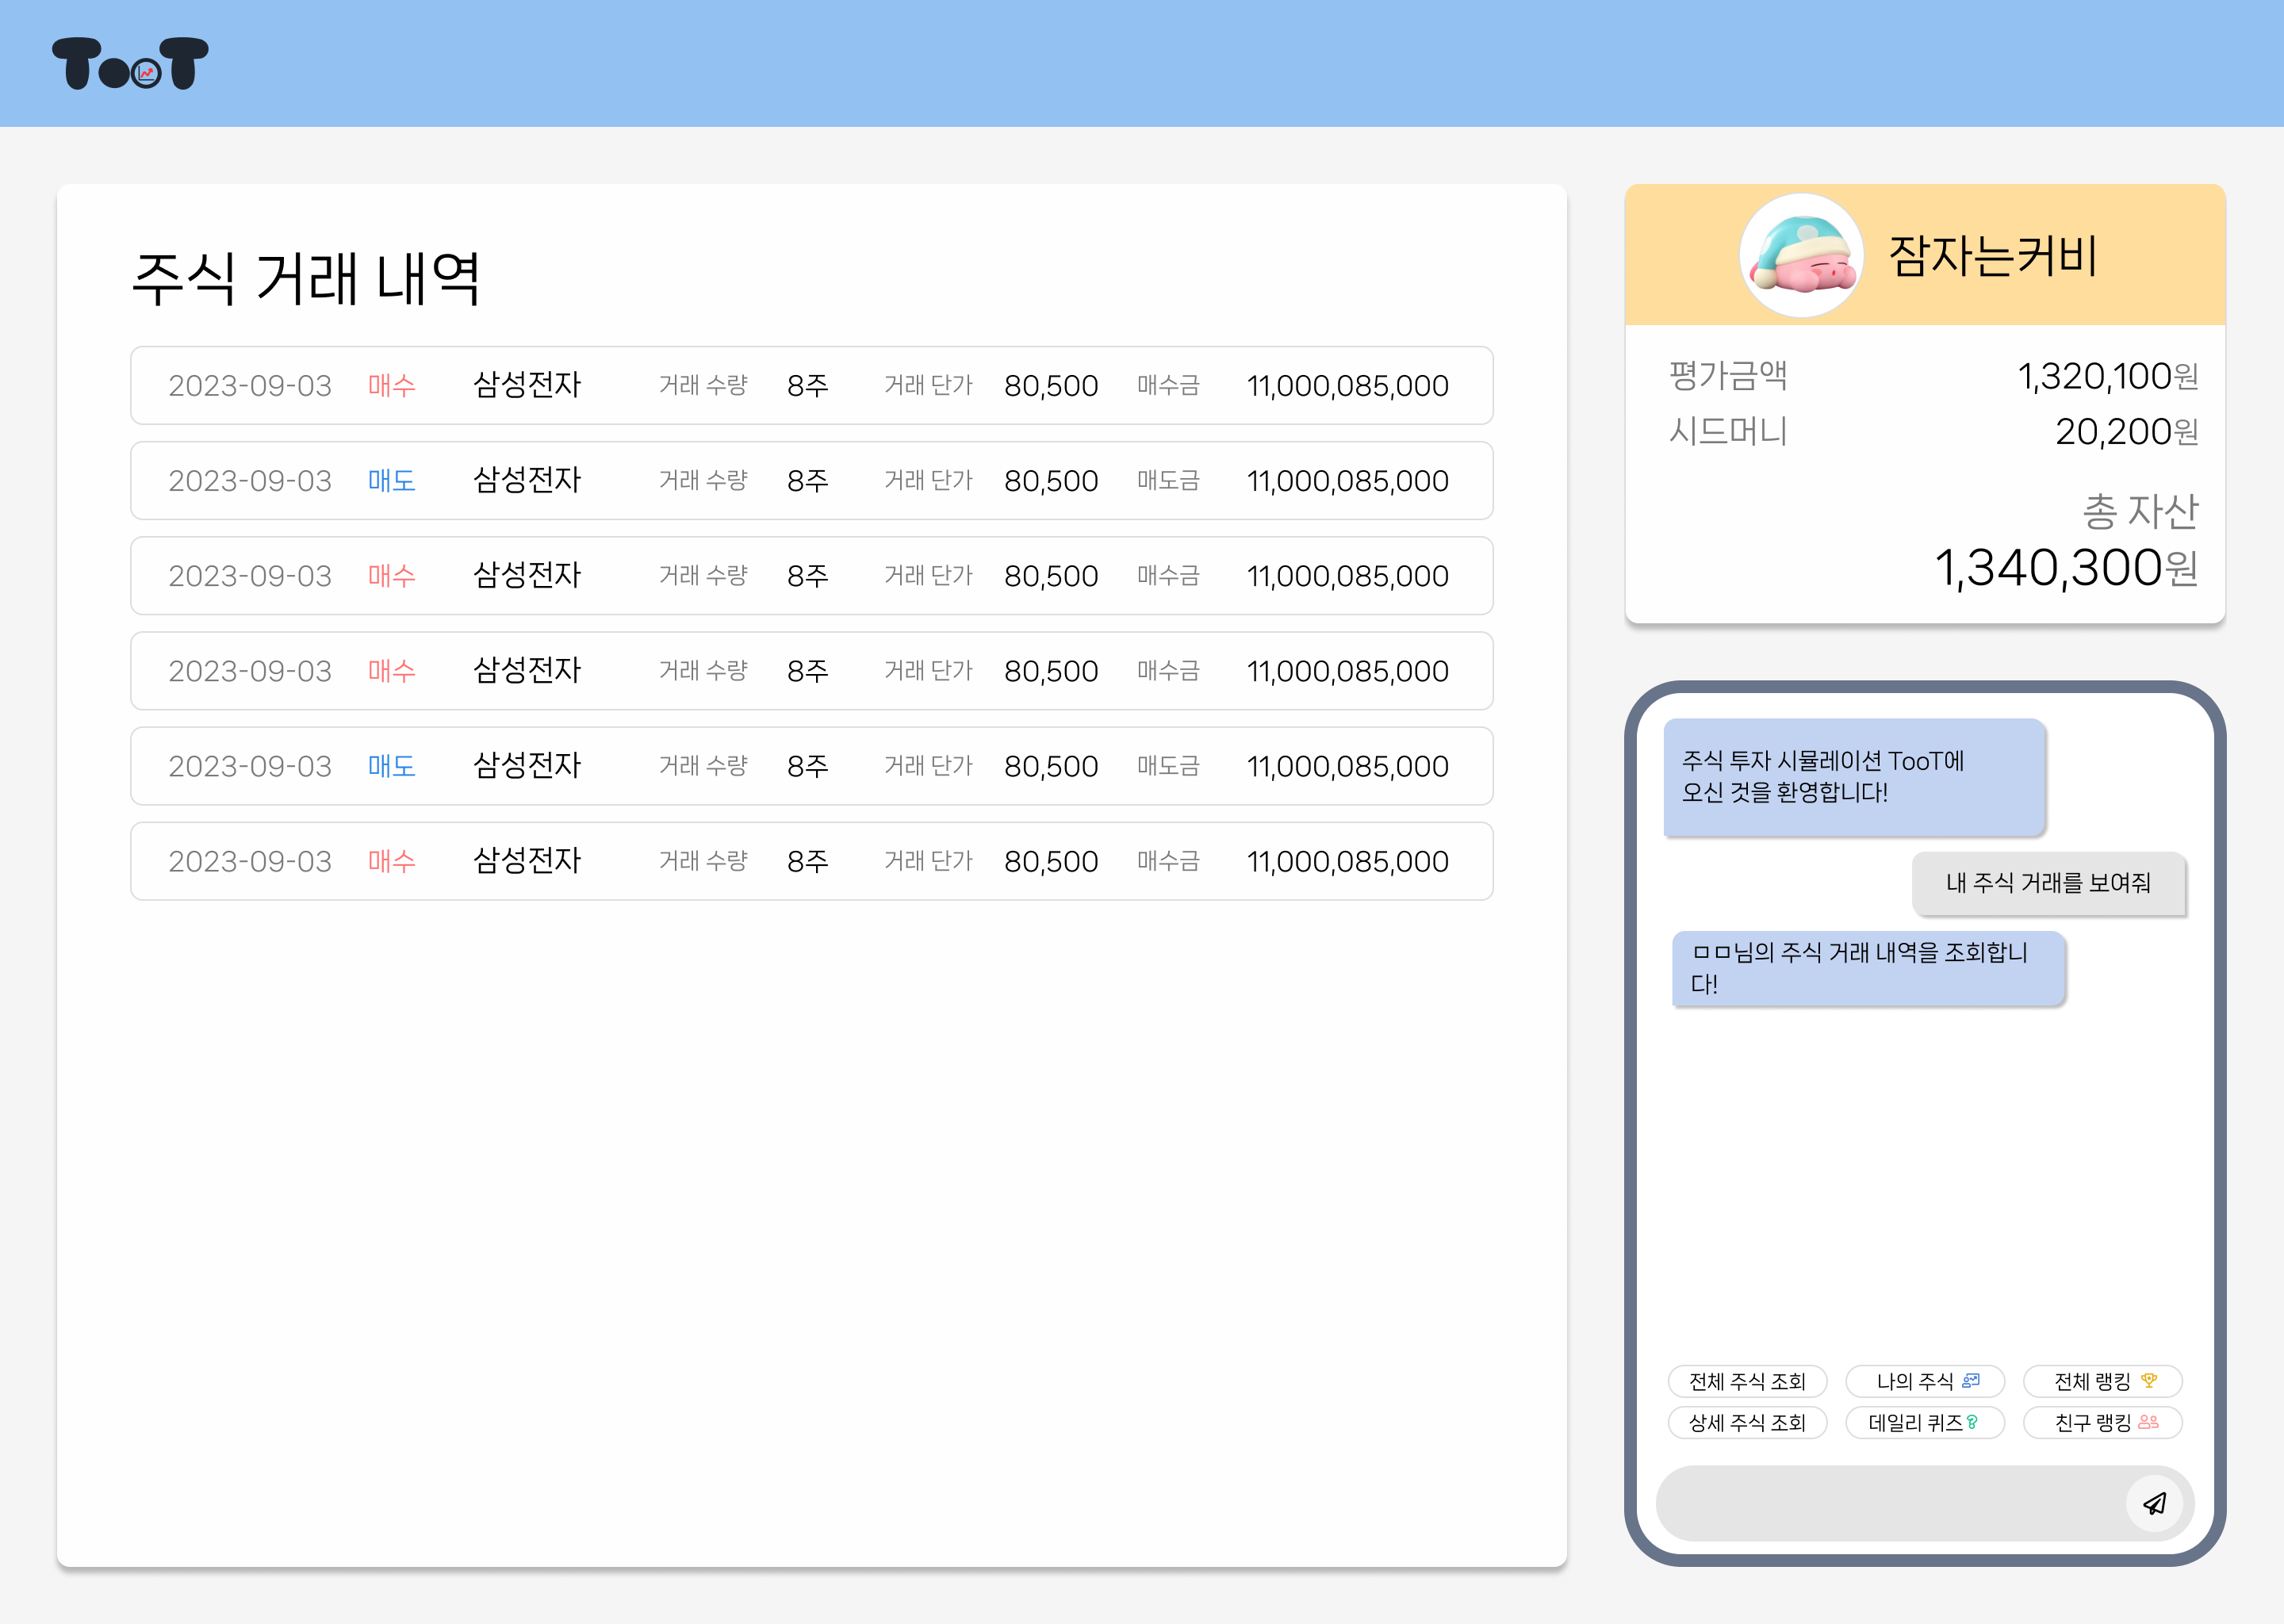 TooT
주식 거래 내역
2023-09-03 매수 삼성전자 거래 수량 8주 거래 단가 80,500 매수금 11,000,085,000
2023-09-03 매도 삼성전자 거래 수량 8주 거래 단가 80,500 매도금 11,000,085,000
2023-09-03 매수 삼성전자 거래 수량 8주 거래 단가 80,500 매수금 11,000,085,000
2023-09-03 매수 삼성전자 거래 수량 8주 거래 단가 80,500 매수금 11,000,085,000
2023-09-03 매도 삼성전자 거래 수량 8주 거래 단가 80,500 매도금 11,000,085,000
2023-09-03 매수 삼성전자 거래 수량 8주 거래 단가 80,500 매수금 11,000,085,000
잠자는커비
평가금액 1,320,100원
시드머니 20,200원
총 자산
1,340,300원
주식 투자 시뮬레이션 TooT에
오신 것을 환영합니다!
내 주식 거래를 보여줘
ㅁㅁ님의 주식 거래 내역을 조회합니
다!
전체 주식 조회 나의 주식 전체 랭킹
상세 주식 조회 데일리 퀴즈 친구 랭킹